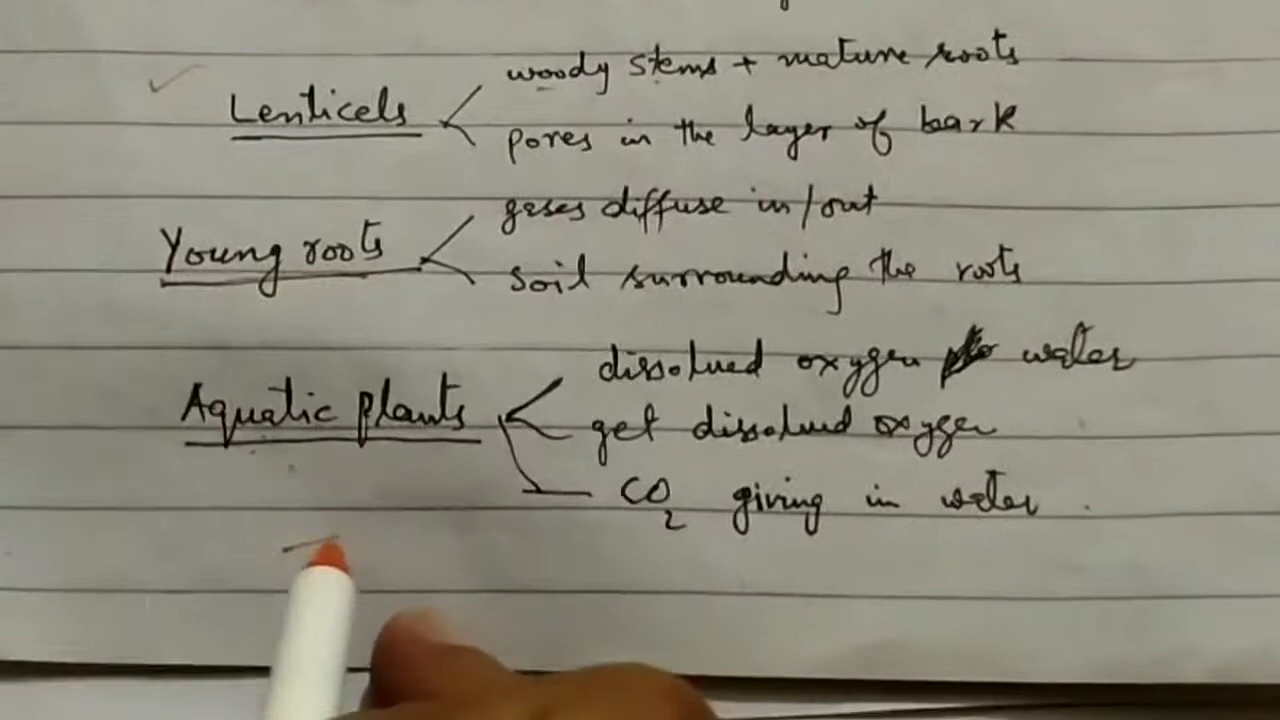 woody stems + mature roots
Lenticels
pores in the layer of bark
gases diffuse in/out
Young roots
soil surrounding the roots
dissolved oxygen water
Aquatic plants
get dissolved oxygen
CO2 giving in water.